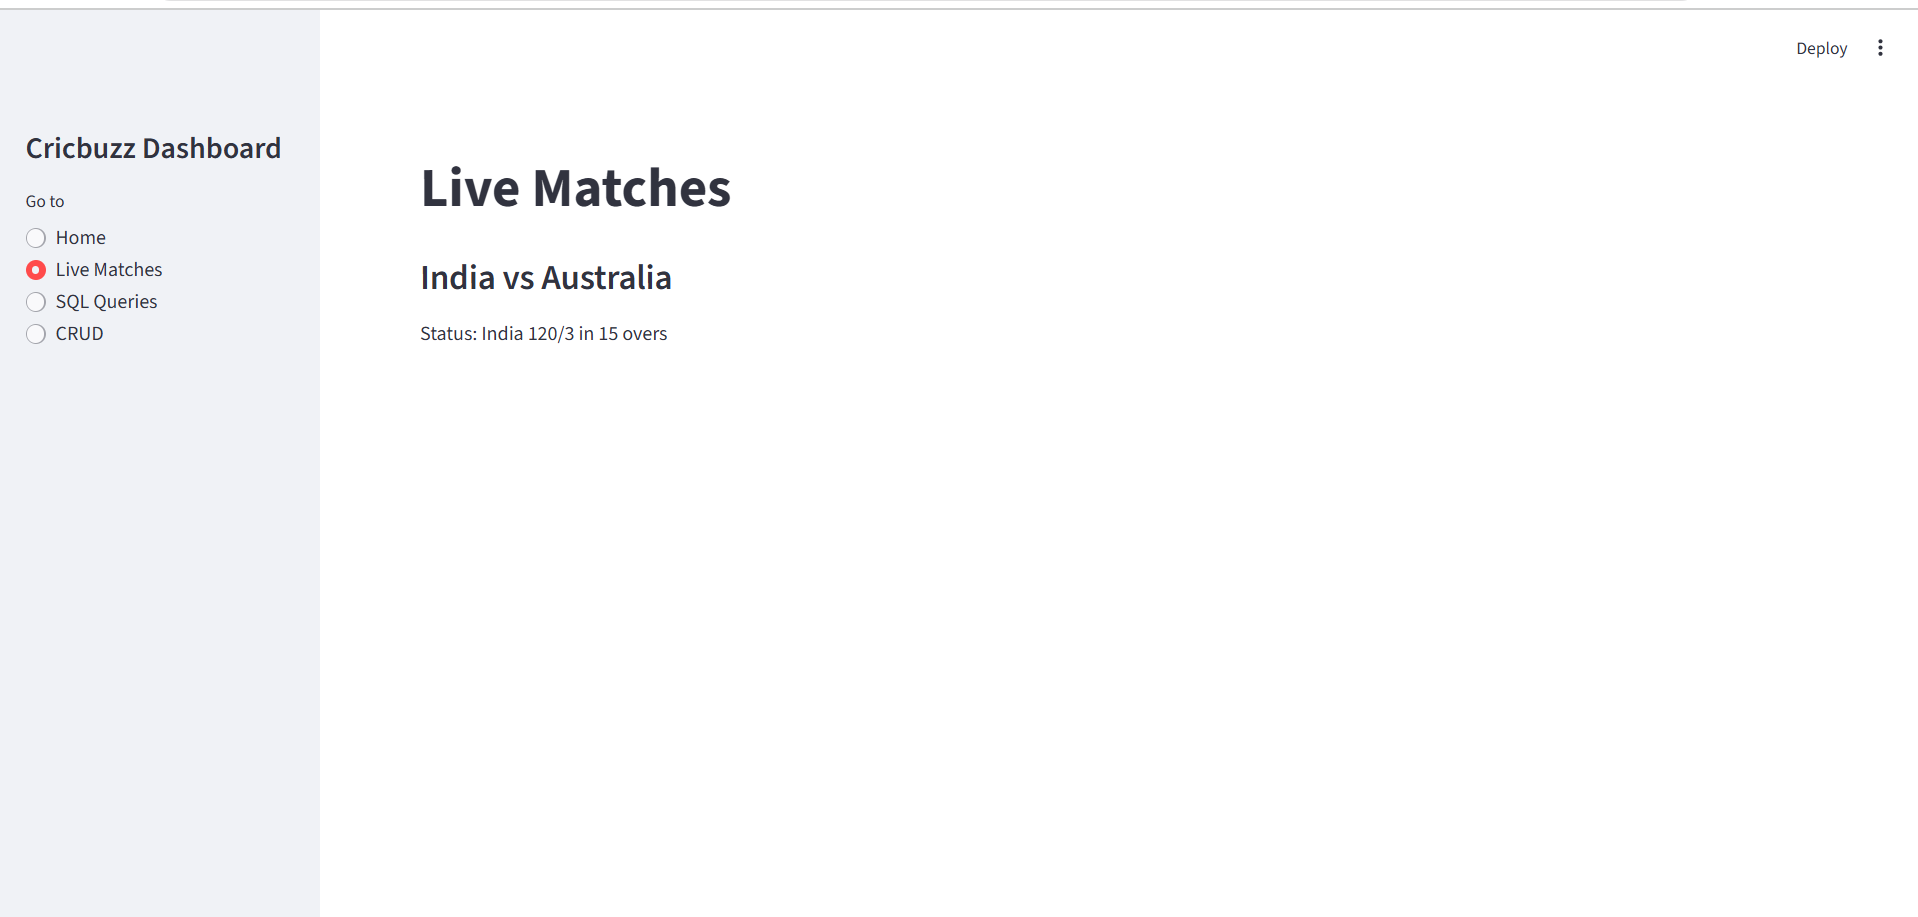 Deploy
Cricbuzz Dashboard
Go to
Home
Live Matches
SQL Queries
CRUD
Live Matches
India vs Australia
Status: India 120/3 in 15 overs